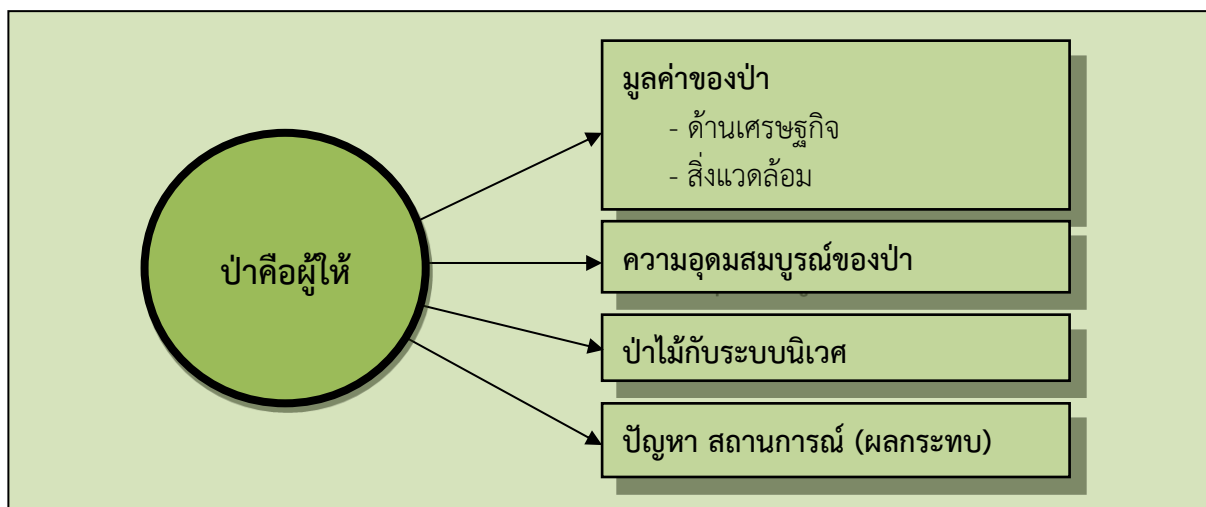 ป่าคือผู้ให้
มูลค่าของป่า
- ด้านเศรษฐกิจ
- สิ่งแวดล้อม
ความอุดมสมบูรณ์ของป่า
ป่าไม้กับระบบนิเวศ
ปัญหา สถานการณ์ (ผลกระทบ)